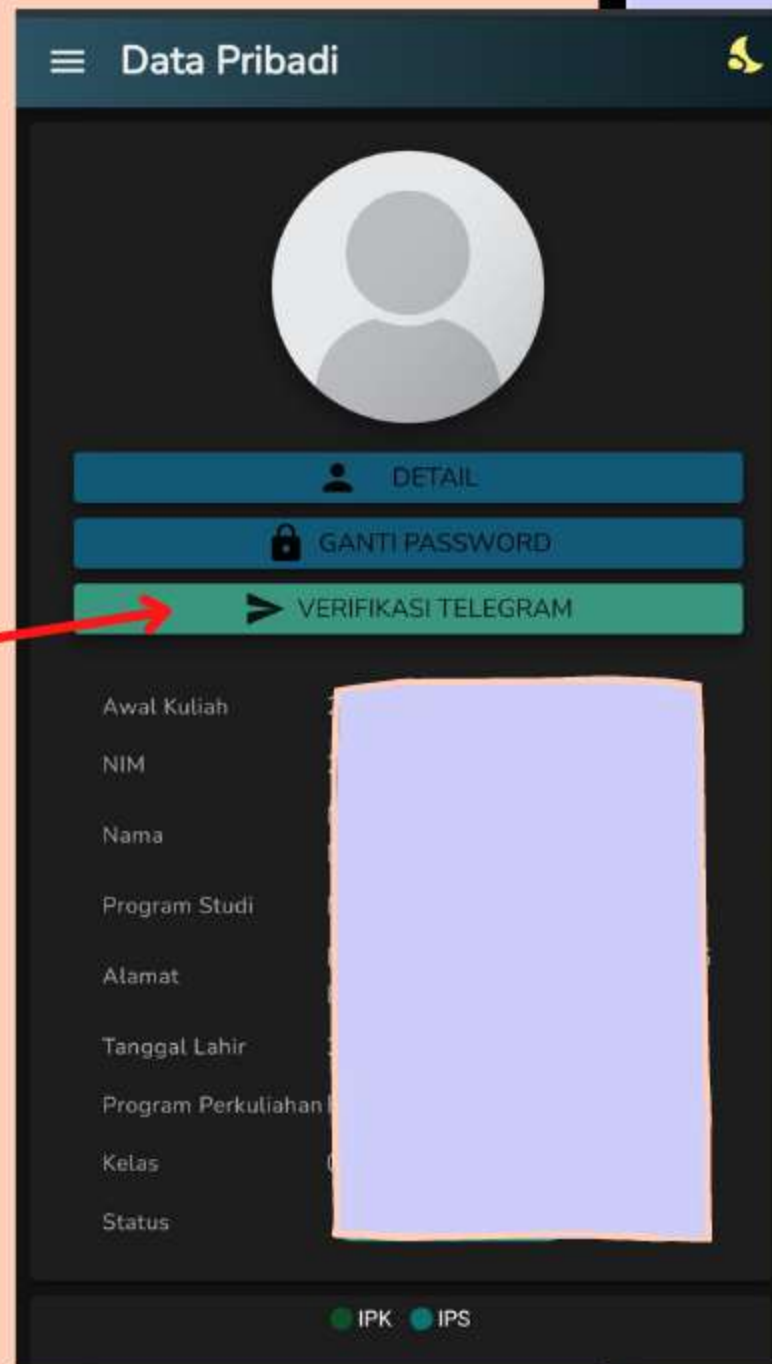 Data Pribadi
DETAIL
GANTI PASSWORD
VERIFIKASI TELEGRAM
Awal Kuliah
NIM
Nama
Program Studi
Alamat
Tanggal Lahir
Program Perkuliahan
Kelas
Status
IPK IPS